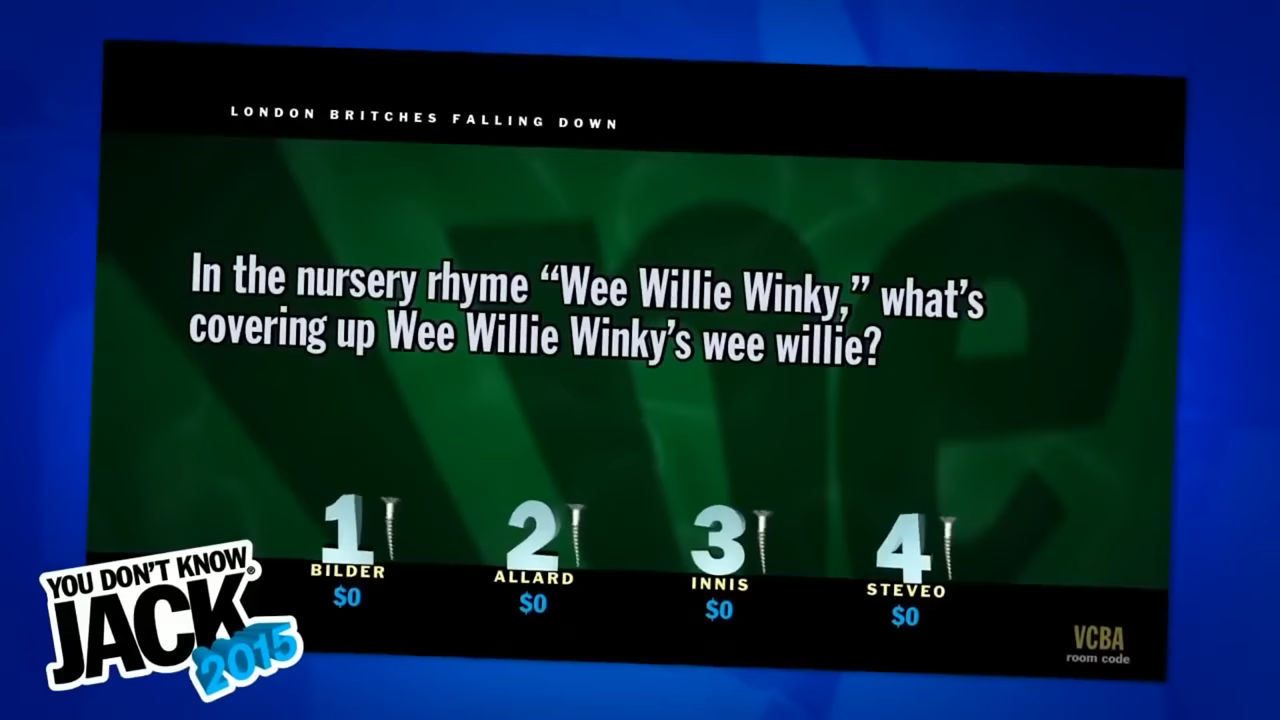 LONDON BRITCHES FALLING DOWN
In the nursery rhyme “Wee Willie Winky,” what’s
covering up Wee Willie Winky’s wee willie?
1 2 3 4
BILDER ALLARD INNIS STEVEO
$0 $0 $0 $0
VCBA
room code
YOU DON’T KNOW
JACK®
2015